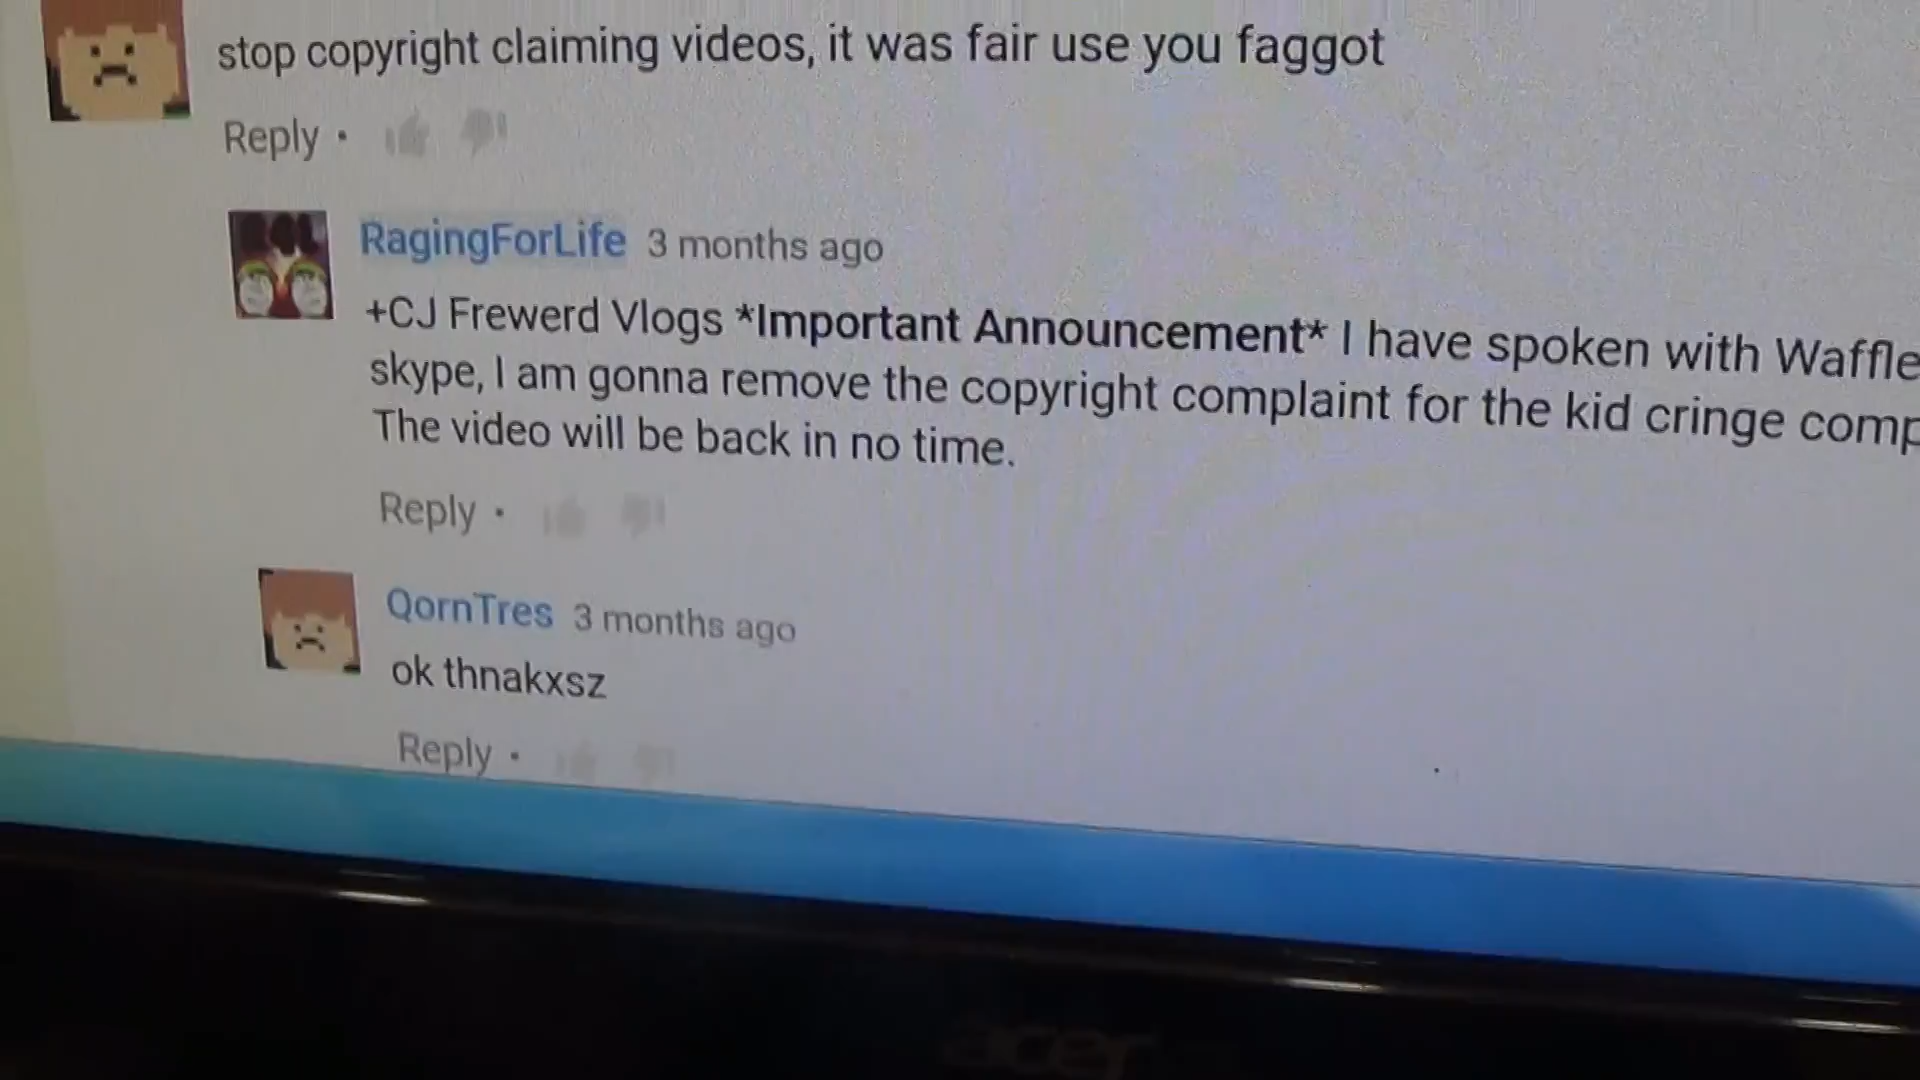 stop copyright claiming videos, it was fair use you faggot
Reply •
RagingForLife 3 months ago
+CJ Frewerd Vlogs *Important Announcement* I have spoken with Waffle
skype, I am gonna remove the copyright complaint for the kid cringe comp
The video will be back in no time.
Reply •
QornTres 3 months ago
ok thnakxsz
Reply •
acer